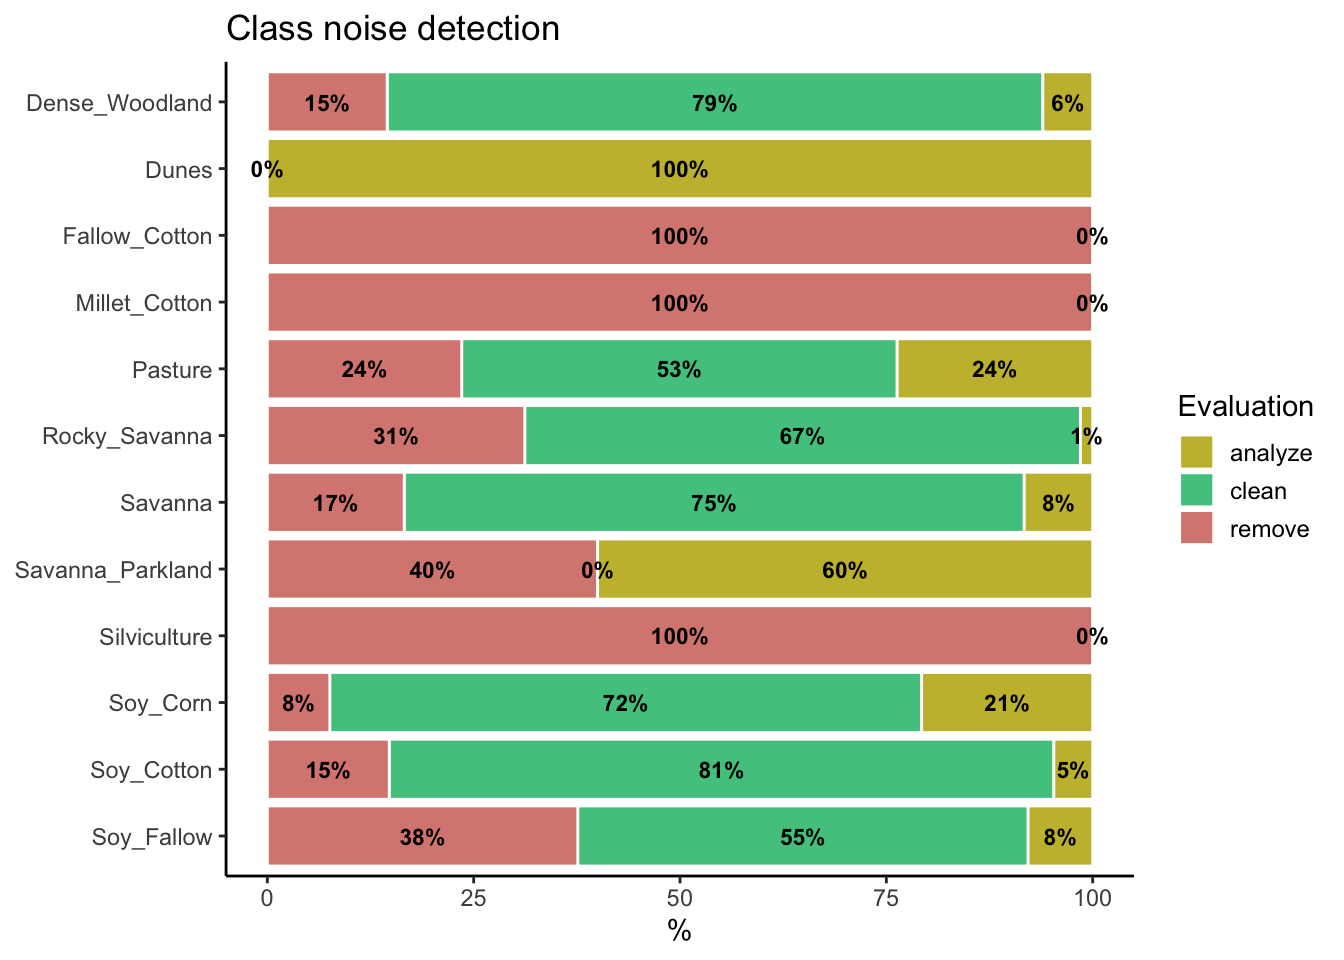 Class noise detection
Dense_Woodland 15% 79% 6%
Dunes 0% 100%
Fallow_Cotton 100% 0%
Millet_Cotton 100% 0%
Pasture 24% 53% 24%
Rocky_Savanna 31% 67% 1%
Savanna 17% 75% 8%
Savanna_Parkland 40% 0% 60%
Silviculture 100% 0%
Soy_Corn 8% 72% 21%
Soy_Cotton 15% 81% 5%
Soy_Fallow 38% 55% 8%
0 25 50 75 100
%
Evaluation
analyze
clean
remove